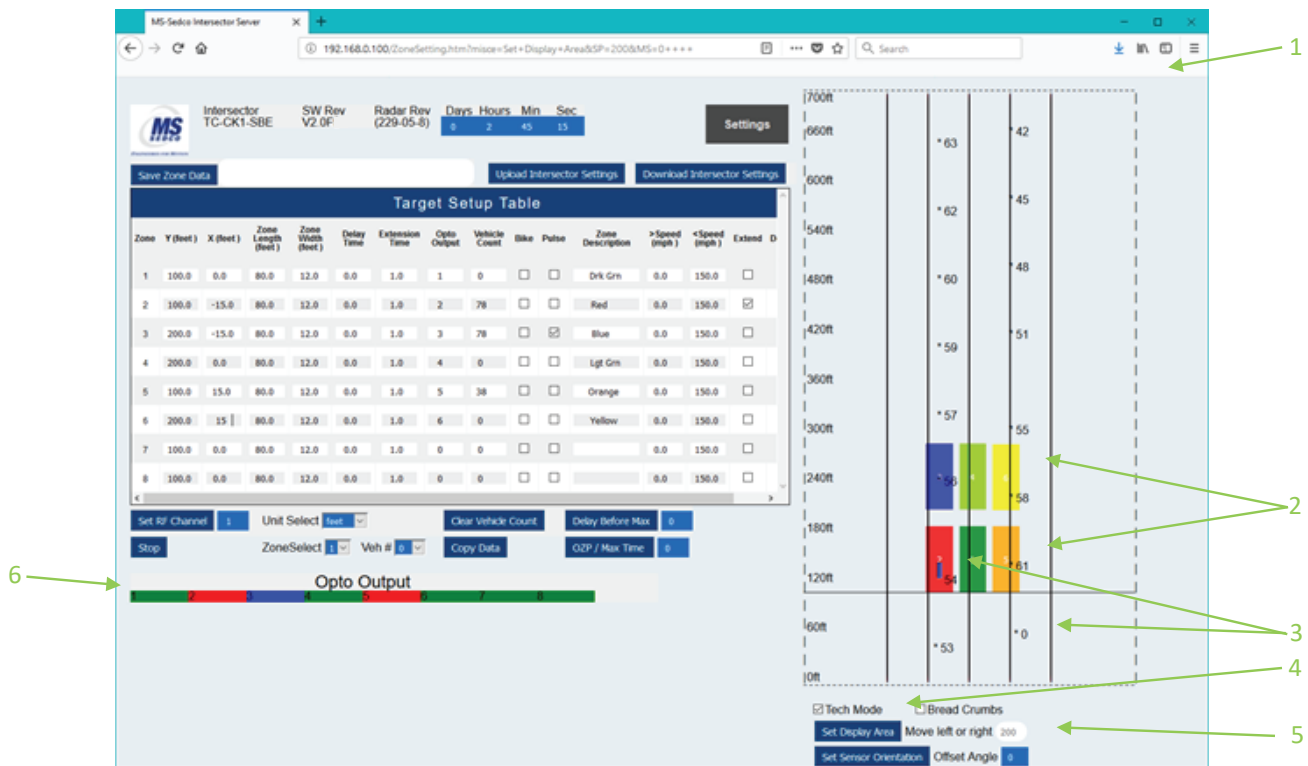 MS-Sedco Intersector Server
192.168.0.100/ZoneSetting.htm?misce=Set+Display+Area&SP=200&MS=0++++
Search
1
MS
SEDCO
Intersector
TC-CK1-SBE
SW Rev
V2.0F
Radar Rev
(229-05-8)
Days Hours Min Sec
0 2 45 15
Settings
Save Zone Data
Upload Intersector Settings
Download Intersector Settings
Target Setup Table
Zone Y (feet) X (feet) Zone Length (feet) Zone Width (feet) Delay Time Extension Time Opto Output Vehicle Count Bike Pulse Zone Description >Speed (mph) <Speed (mph) Extend D
1 100.0 0.0 80.0 12.0 0.0 1.0 1 0 Drk Grn 0.0 150.0
2 100.0 -15.0 80.0 12.0 0.0 1.0 2 78 Red 0.0 150.0
3 200.0 -15.0 80.0 12.0 0.0 1.0 3 78 Blue 0.0 150.0
4 200.0 0.0 80.0 12.0 0.0 1.0 4 0 Lgt Grn 0.0 150.0
5 100.0 15.0 80.0 12.0 0.0 1.0 5 38 Orange 0.0 150.0
6 200.0 15 80.0 12.0 0.0 1.0 6 0 Yellow 0.0 150.0
7 100.0 0.0 80.0 12.0 0.0 1.0 0 0 0.0 150.0
8 100.0 0.0 80.0 12.0 0.0 1.0 0 0 0.0 150.0
Set RF Channel 1 Unit Select feet Clear Vehicle Count Delay Before Max 0
Stop ZoneSelect 1 Veh # 0 Copy Data OZP / Max Time 0
6
Opto Output
1 2 3 4 5 6 7 8
700ft
660ft
* 63
* 42
600ft
* 62
* 45
540ft
* 60
* 48
480ft
420ft
* 59
* 51
360ft
* 57
300ft
* 55
240ft
* 56
* 58
2
180ft
* 61
120ft
54
60ft
* 53
* 0
3
0ft
4
Tech Mode
Bread Crumbs
Set Display Area Move left or right 200
5
Set Sensor Orientation Offset Angle 0